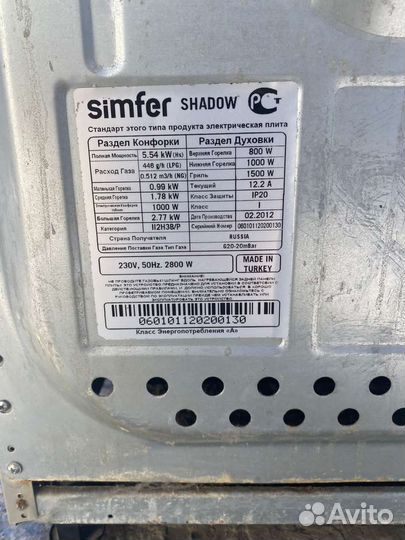 simfer SHADOW РСТ
Стандарт этого типа продукта электрическая плита
Раздел Конфорки Раздел Духовки
Полная Мощность 5.54 kW (Hs) Верхняя Горелка 800 W
Расход Газа 446 g/h (LPG) Нижняя Горелка 1000 W
0.512 m3/h (NG) Гриль 1500 W
Маленькая Горелка 0.99 kW Текущий 12.2 A
Средняя Горелка 1.78 kW Класс Защиты IP20
1000 W Класс I
Большая Горелка 2.77 kW Дата Производства 02.2012
Категория II2H3B/P Серийный Номер 060101120200130
Страна Получателя RUSSIA
Давление Поставки Газа Тип Газа G20-20mBar
230V, 50Hz. 2800 W
MADE IN TURKEY
ВНИМАНИЕ!
060101120200130
Класс Энергопотребления «А»
Avito